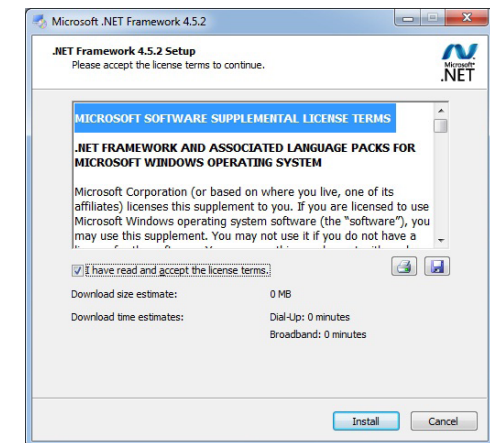 Microsoft .NET Framework 4.5.2
.NET Framework 4.5.2 Setup
Please accept the license terms to continue.
Microsoft®
.NET
MICROSOFT SOFTWARE SUPPLEMENTAL LICENSE TERMS
.NET FRAMEWORK AND ASSOCIATED LANGUAGE PACKS FOR
MICROSOFT WINDOWS OPERATING SYSTEM
Microsoft Corporation (or based on where you live, one of its
affiliates) licenses this supplement to you. If you are licensed to use
Microsoft Windows operating system software (the “software”), you
may use this supplement. You may not use it if you do not have a
I have read and accept the license terms.
Download size estimate:
0 MB
Download time estimates:
Dial-Up: 0 minutes
Broadband: 0 minutes
Install
Cancel